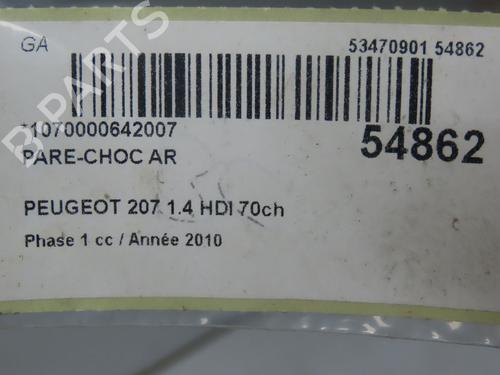 GA 53470901 54862
*1070000642007 54862
PARE-CHOC AR
PEUGEOT 207 1.4 HDI 70ch
Phase 1 cc / Année 2010
B PARTS